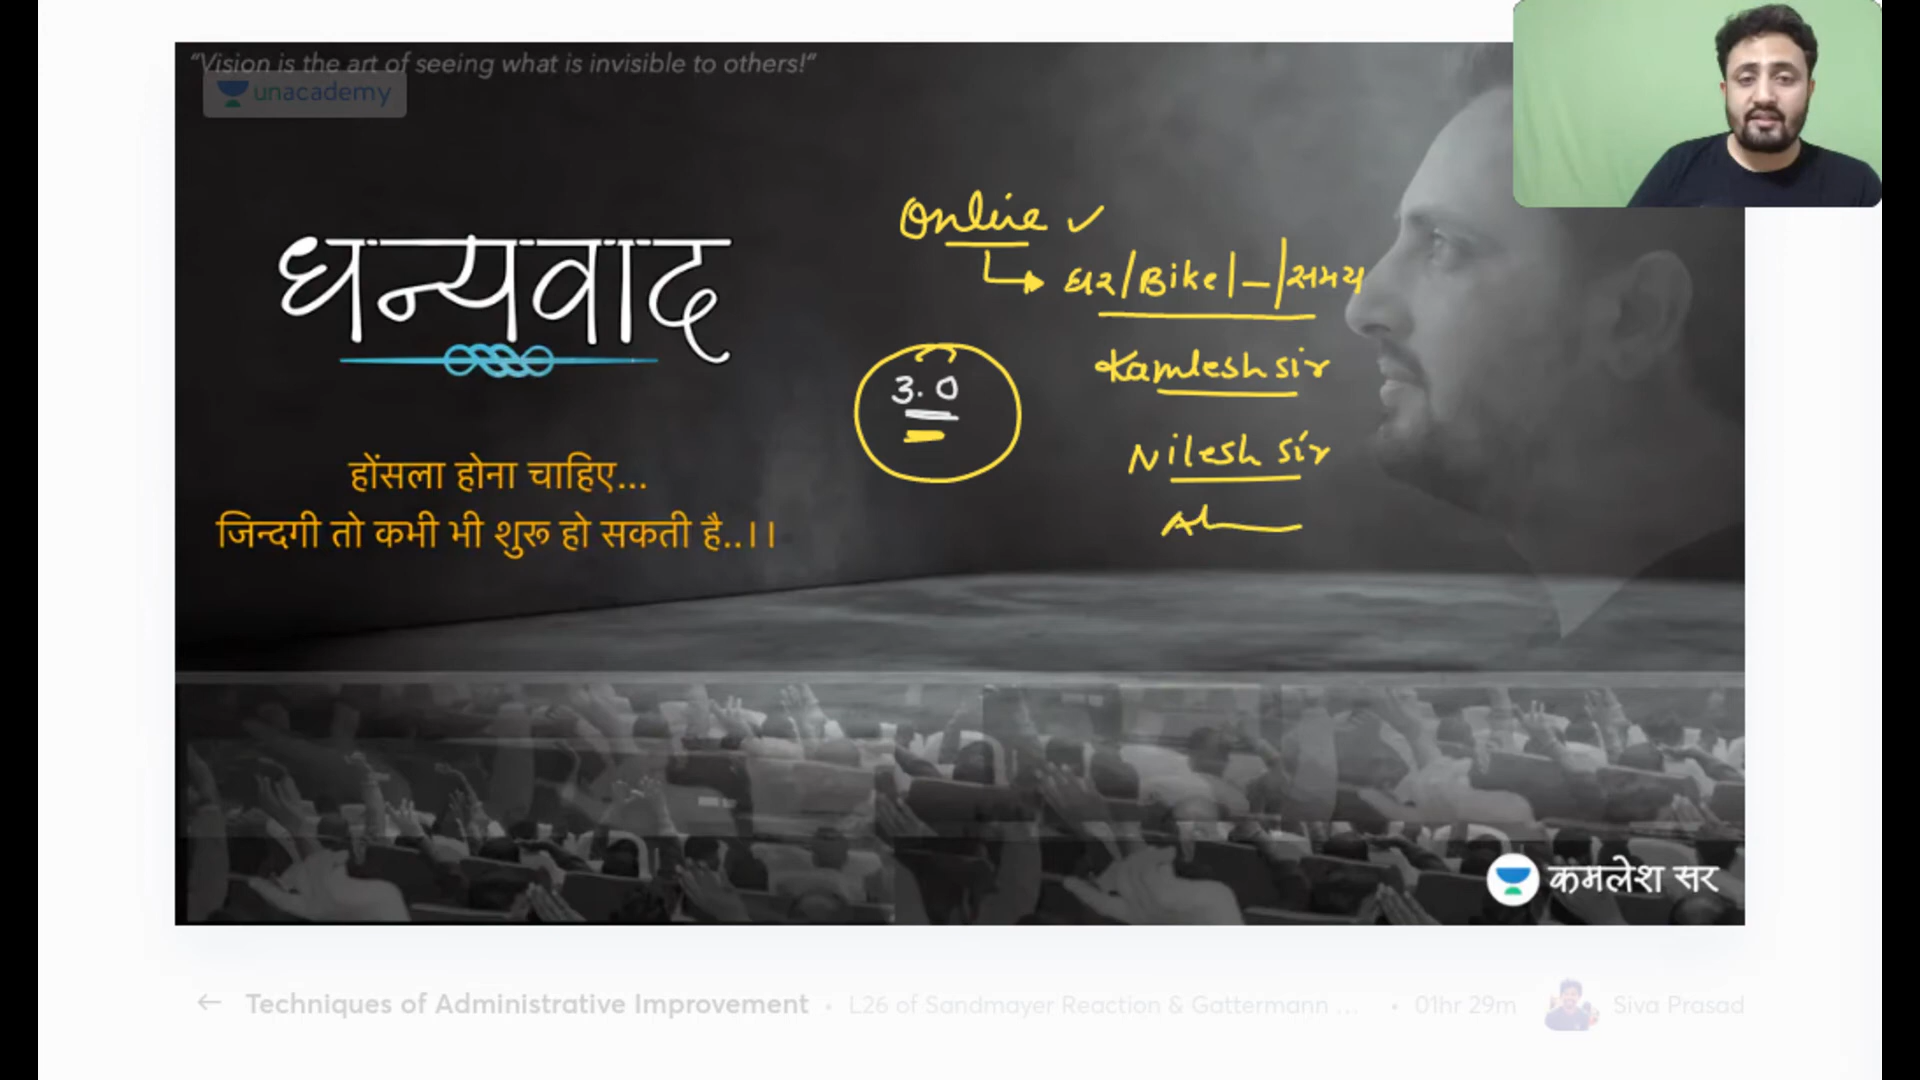 “Vision is the art of seeing what is invisible to others!“
unacademy
Online ✓
घर/Bike/–/समय
धन्यवाद
Kamlesh sir
3.0
Nilesh sir
होंसला होना चाहिए...
जिन्दगी तो कभी भी शुरू हो सकती है..।।
कमलेश सर
← Techniques of Administrative Improvement • L26 of Sandmayer Reaction & Gattermann ... • 01hr 29m Siva Prasad